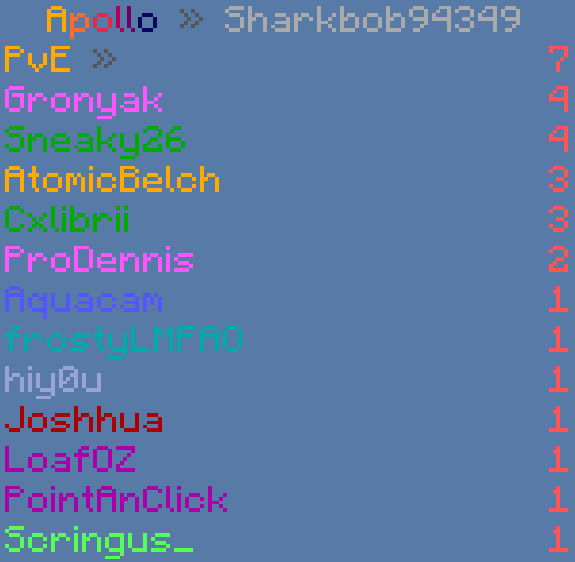 Apollo » Sharkbob94349
PvE » 7
Gronyak 4
Sneaky26 4
AtomicBelch 3
Cxlibrii 3
ProDennis 2
Aquacam 1
frostyLMFAO 1
hiy0u 1
Joshhua 1
LoafOZ 1
PointAnClick 1
Scringus_ 1